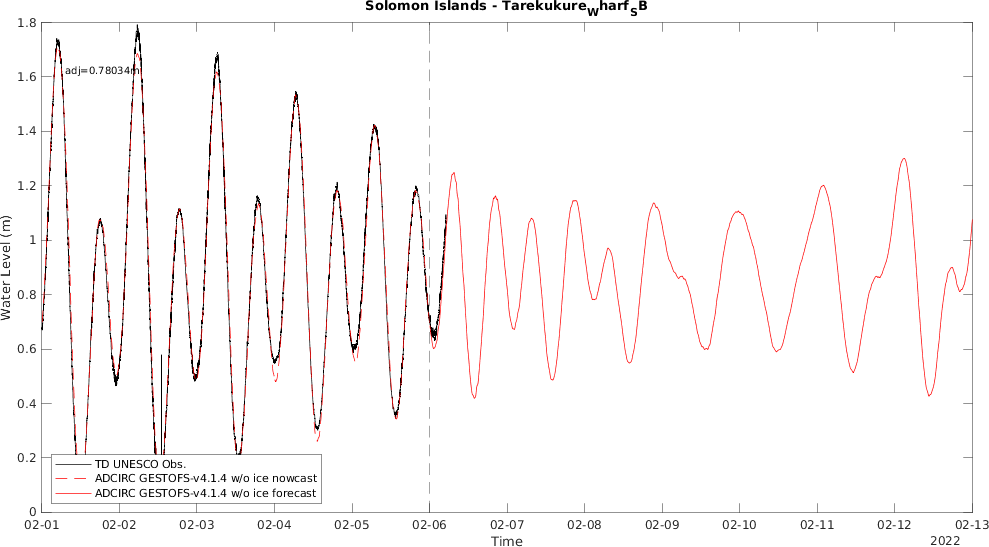 Solomon Islands - TarekukureWharfSB
1.8
1.6
1.4
1.2
1
0.8
0.6
0.4
0.2
0
Water Level (m)
adj=0.78034m
TD UNESCO Obs.
ADCIRC GESTOFS-v4.1.4 w/o ice nowcast
ADCIRC GESTOFS-v4.1.4 w/o ice forecast
02-01 02-02 02-03 02-04 02-05 02-06 02-07 02-08 02-09 02-10 02-11 02-12 02-13
Time
2022